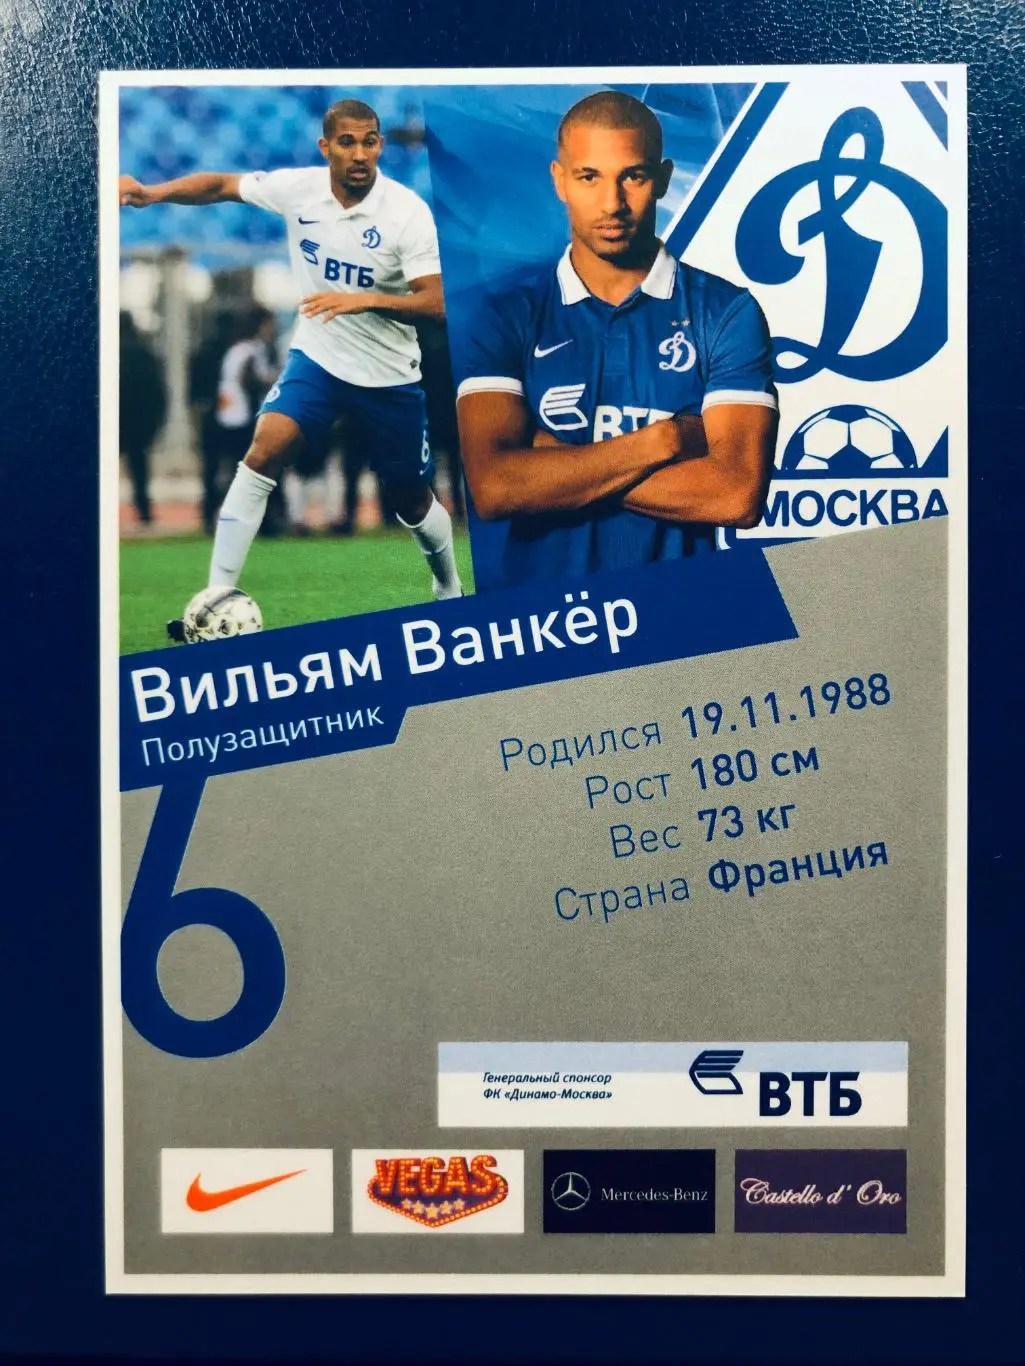 ВТБ
Д
Д
ВТБ
Д
МОСКВА
6
Вильям Ванкёр
Полузащитник
6
Родился 19.11.1988
Рост 180 см
Вес 73 кг
Страна Франция
Генеральный спонсор
ФК «Динамо-Москва»
ВТБ
VEGAS
Mercedes-Benz
Castello d' Oro